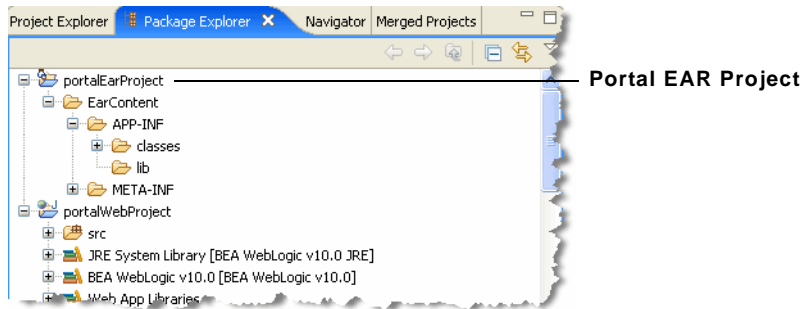 Project Explorer Package Explorer Navigator Merged Projects
portalEarProject Portal EAR Project
EarContent
APP-INF
classes
lib
META-INF
portalWebProject
src
JRE System Library [BEA WebLogic v10.0 JRE]
BEA WebLogic v10.0 [BEA WebLogic v10.0]
Web App Libraries